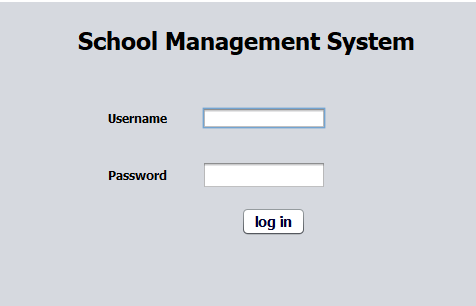 School Management System
Username
Password
log in